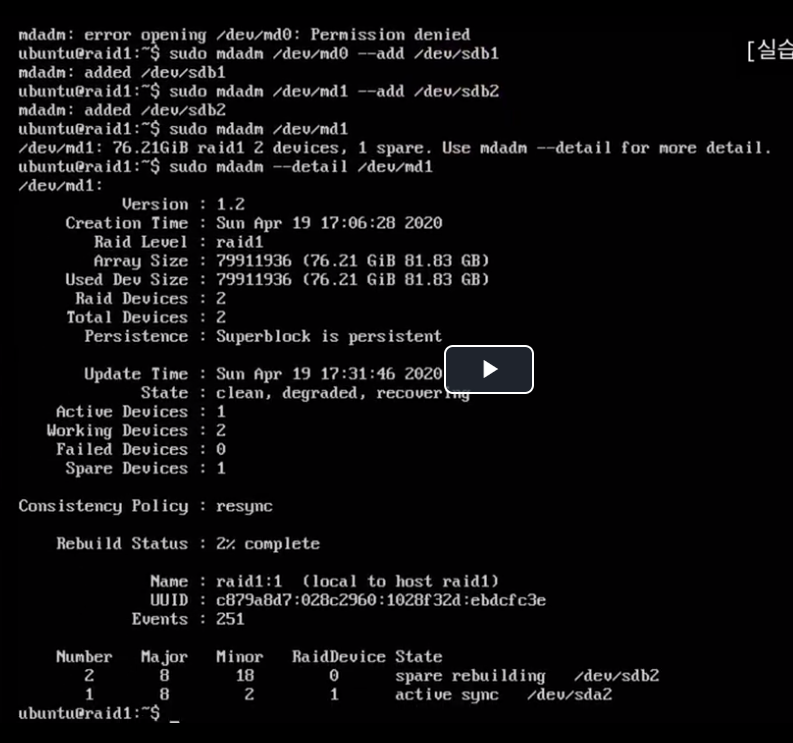 mdadm: error opening /dev/md0: Permission denied
ubuntu@raid1:~$ sudo mdadm /dev/md0 --add /dev/sdb1
[실습
mdadm: added /dev/sdb1
ubuntu@raid1:~$ sudo mdadm /dev/md1 --add /dev/sdb2
mdadm: added /dev/sdb2
ubuntu@raid1:~$ sudo mdadm /dev/md1
/dev/md1: 76.21GiB raid1 2 devices, 1 spare. Use mdadm --detail for more detail.
ubuntu@raid1:~$ sudo mdadm --detail /dev/md1
/dev/md1:
Version : 1.2
Creation Time : Sun Apr 19 17:06:28 2020
Raid Level : raid1
Array Size : 79911936 (76.21 GiB 81.83 GB)
Used Dev Size : 79911936 (76.21 GiB 81.83 GB)
Raid Devices : 2
Total Devices : 2
Persistence : Superblock is persistent
Update Time : Sun Apr 19 17:31:46 2020
State : clean, degraded, recovering
Active Devices : 1
Working Devices : 2
Failed Devices : 0
Spare Devices : 1
Consistency Policy : resync
Rebuild Status : 2% complete
Name : raid1:1 (local to host raid1)
UUID : c879a8d7:028c2960:1028f32d:ebdcfc3e
Events : 251
Number Major Minor RaidDevice State
2 8 18 0 spare rebuilding /dev/sdb2
1 8 2 1 active sync /dev/sda2
ubuntu@raid1:~$ _